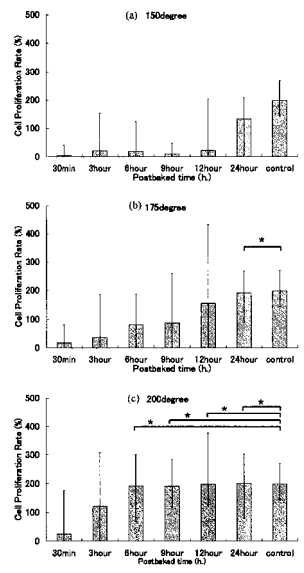 (a) 150degree
Cell Proliferation Rate (%)
500
400
300
200
100
0
30min 3hour 6hour 9hour 12hour 24hour control
Postbaked time (h.)
(b) 175degree
Cell Proliferation Rate (%)
500
400
300
200
100
0
*
30min 3hour 6hour 9hour 12hour 24hour control
Postbaked time (h.)
(c) 200degree
Cell Proliferation Rate (%)
500
400
300
200
100
0
*
*
*
*
30min 3hour 6hour 9hour 12hour 24hour control
Postbaked time (h.)